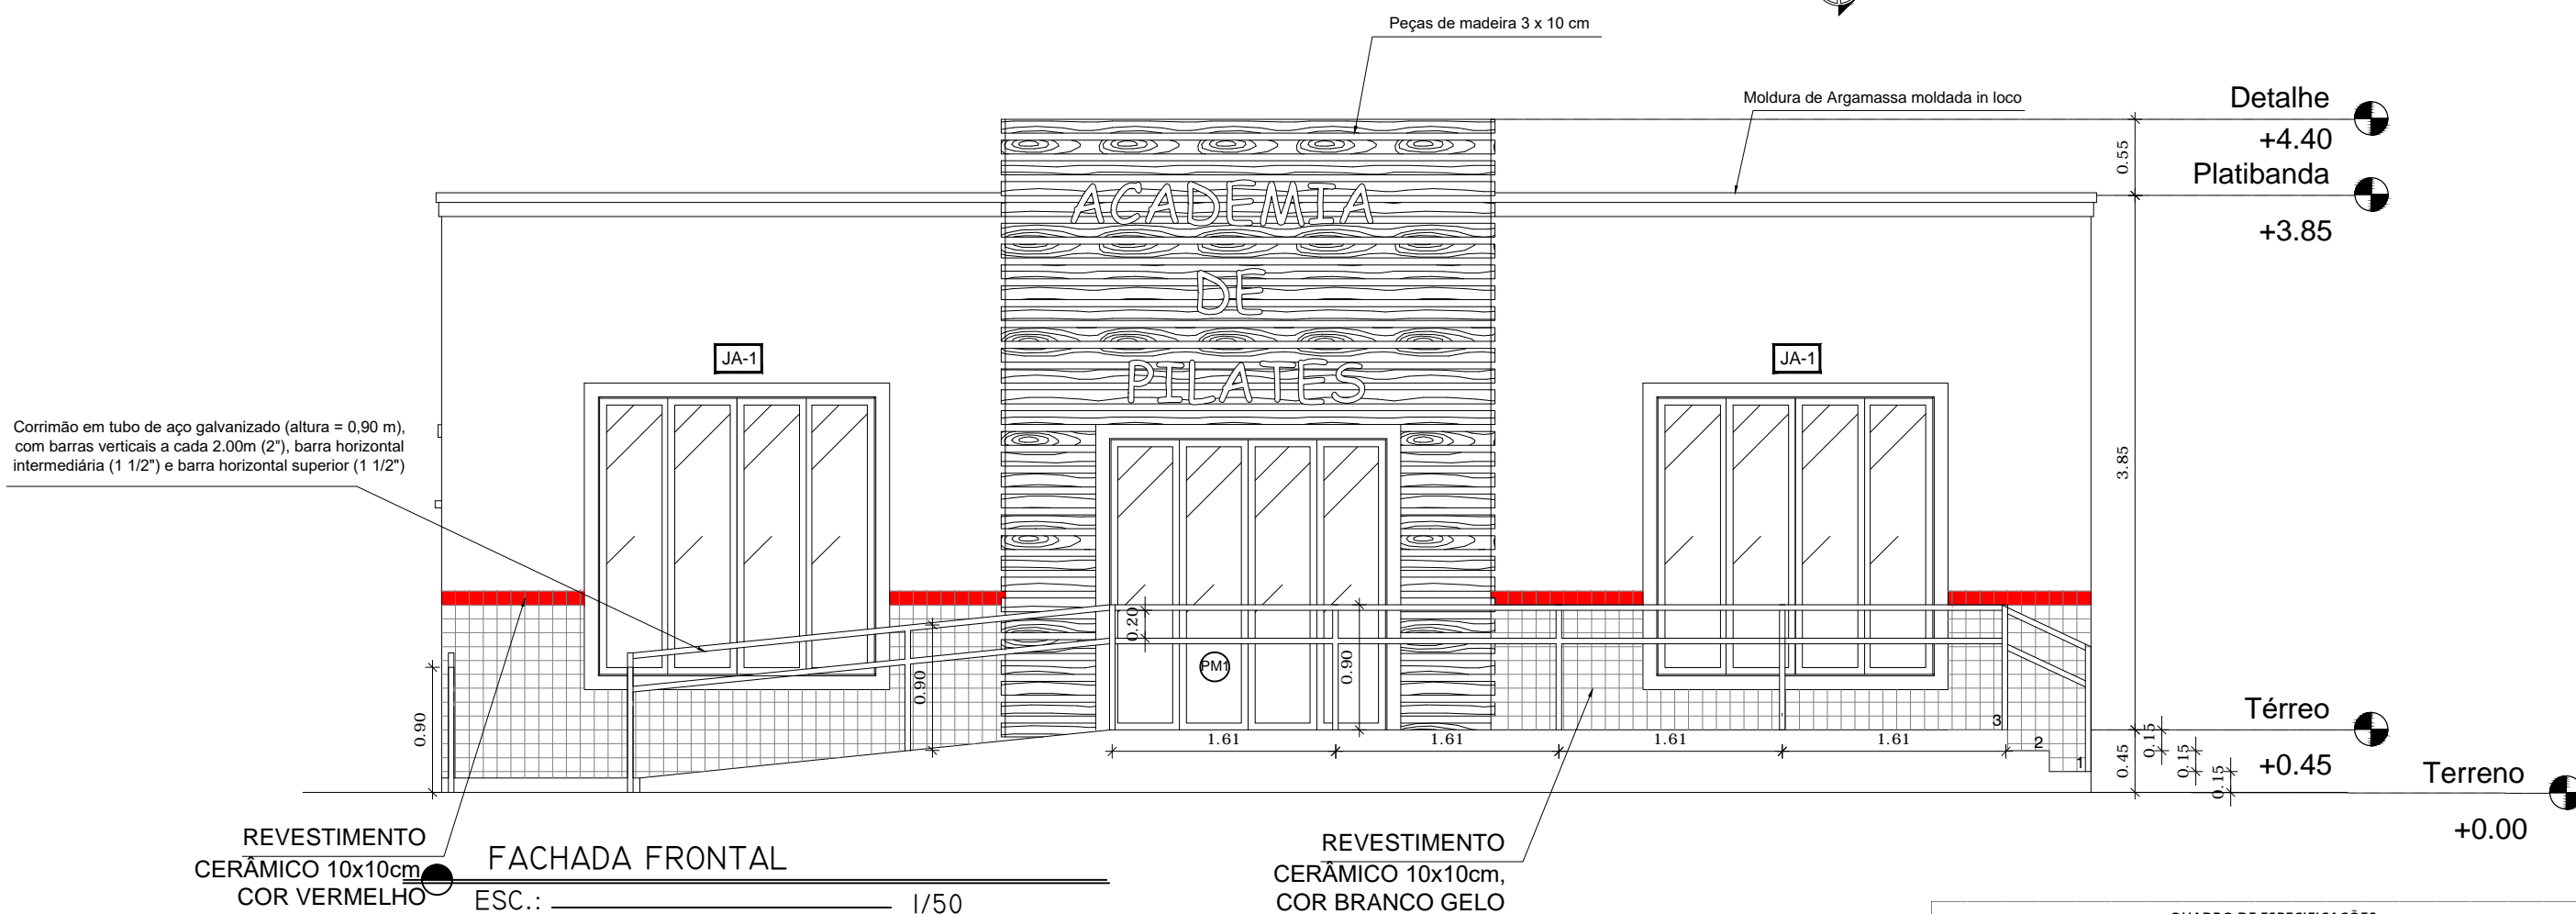 Peças de madeira 3 x 10 cm
Moldura de Argamassa moldada in loco
Detalhe
+4.40
0.55
Platibanda
+3.85
ACADEMIA
DE
PILATES
JA-1
JA-1
Corrimão em tubo de aço galvanizado (altura = 0,90 m),
com barras verticais a cada 2.00m (2"), barra horizontal
intermediária (1 1/2") e barra horizontal superior (1 1/2")
3.85
0.20
PM1
0.90
0.90
0.90
1.61
1.61
1.61
1.61
3
2
1
Térreo
+0.45
0.45
0.15
0.15
0.15
Terreno
+0.00
REVESTIMENTO
CERÂMICO 10x10cm
COR VERMELHO
FACHADA FRONTAL
ESC.: 1/50
REVESTIMENTO
CERÂMICO 10x10cm,
COR BRANCO GELO
QUADRO DE ESPECIFICAÇÕES